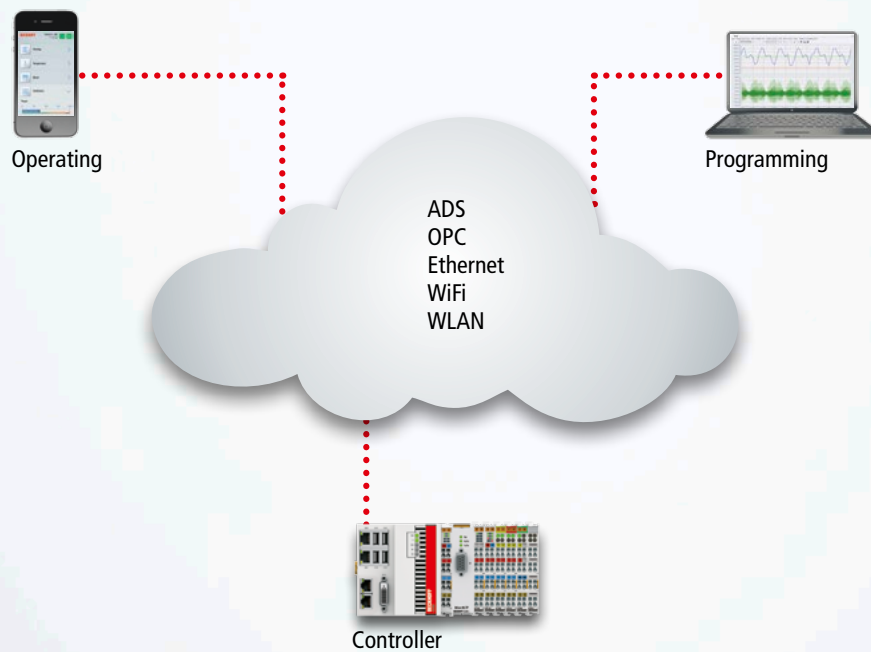 Operating
Programming
ADS
OPC
Ethernet
WiFi
WLAN
Controller